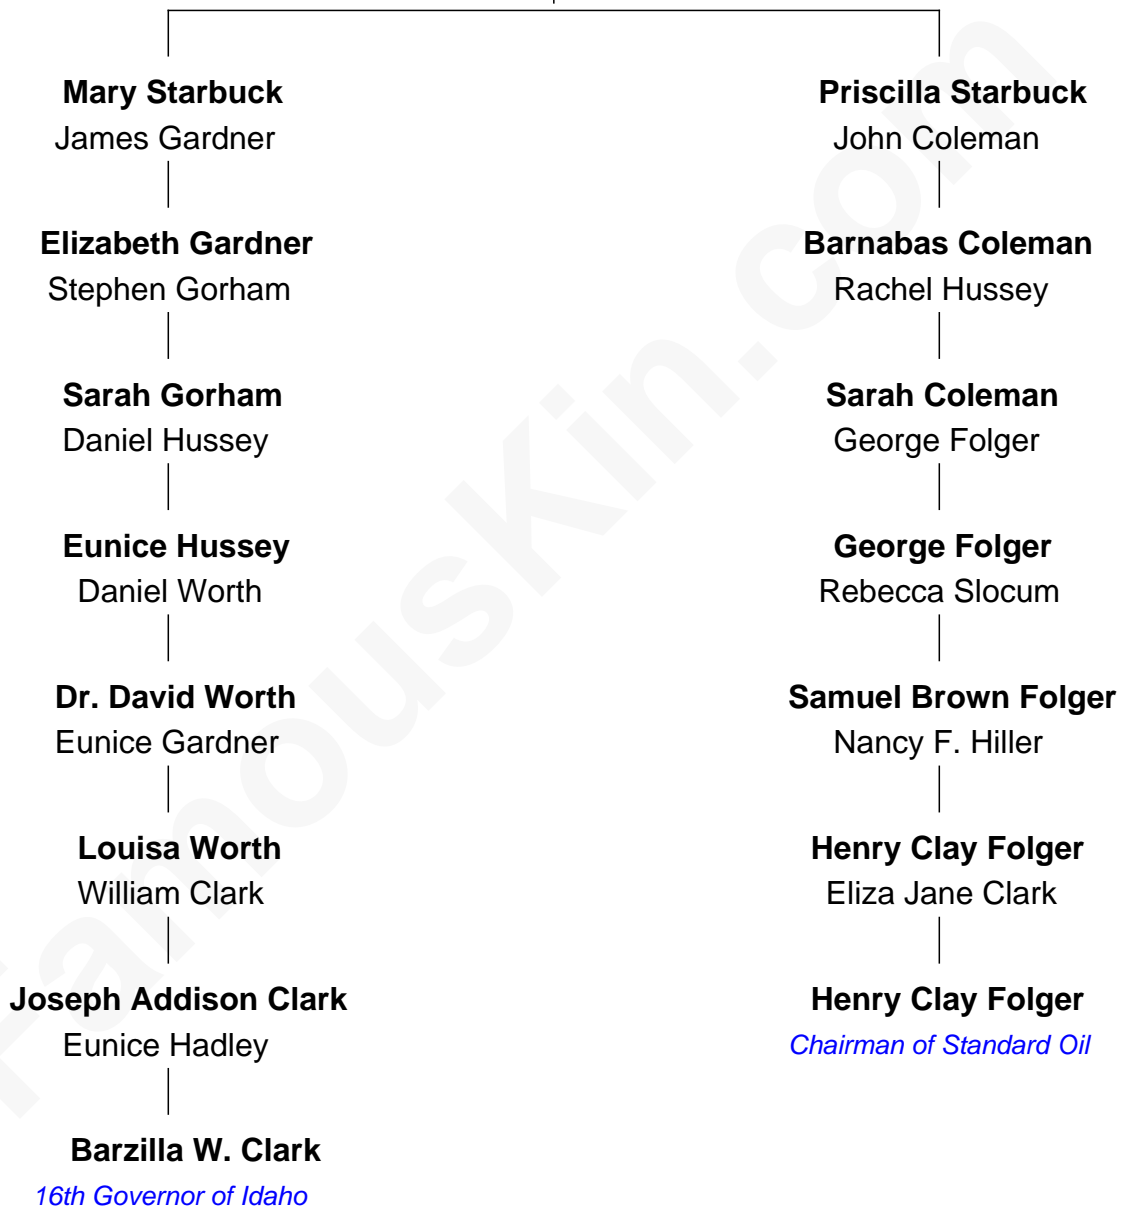 Mary Starbuck
James Gardner
Elizabeth Gardner
Stephen Gorham
Sarah Gorham
Daniel Hussey
Eunice Hussey
Daniel Worth
Dr. David Worth
Eunice Gardner
Louisa Worth
William Clark
Joseph Addison Clark
Eunice Hadley
Barzilla W. Clark
16th Governor of Idaho
Priscilla Starbuck
John Coleman
Barnabas Coleman
Rachel Hussey
Sarah Coleman
George Folger
George Folger
Rebecca Slocum
Samuel Brown Folger
Nancy F. Hiller
Henry Clay Folger
Eliza Jane Clark
Henry Clay Folger
Chairman of Standard Oil
FamousKin.com